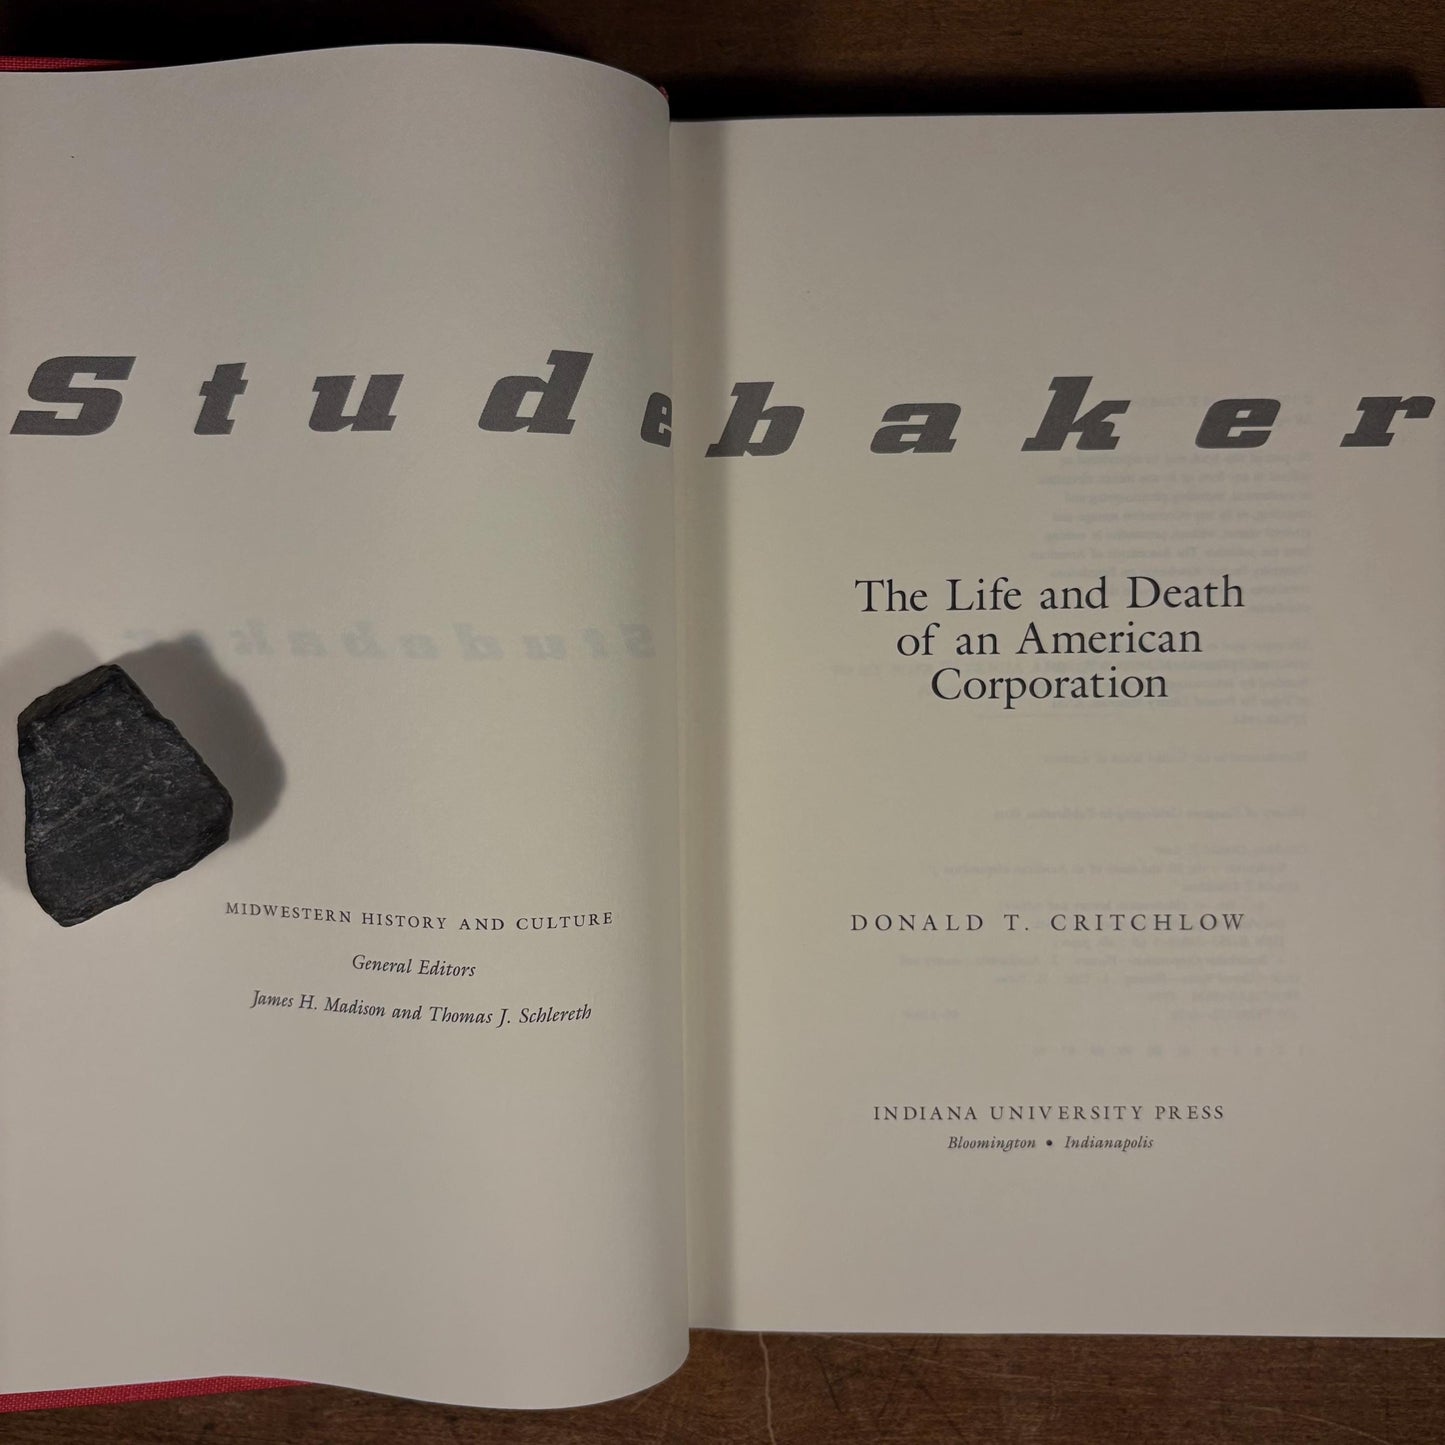 Studebaker
MIDWESTERN HISTORY AND CULTURE
General Editors
James H. Madison and Thomas J. Schlereth
The Life and Death
of an American
Corporation
DONALD T. CRITCHLOW
INDIANA UNIVERSITY PRESS
Bloomington • Indianapolis